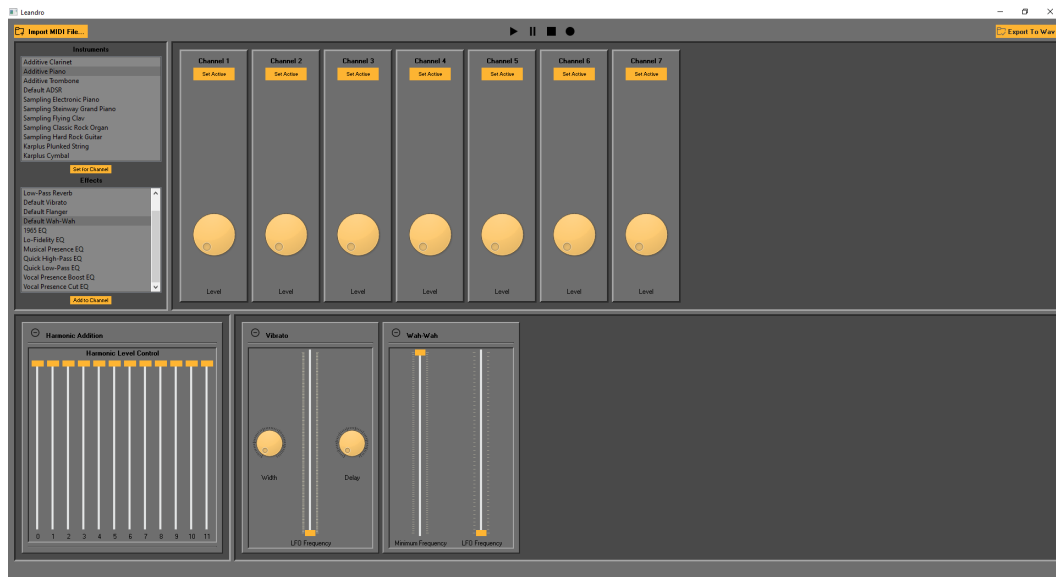 Leandro
Import MIDI File...
Export To Wav
Instruments
Additive Clarinet
Additive Piano
Additive Trombone
Default ADSR
Sampling Electronic Piano
Sampling Steinway Grand Piano
Sampling Flying Clav
Sampling Classic Rock Organ
Sampling Hard Rock Guitar
Karplus Plunked String
Karplus Cymbal
Set for Channel
Effects
Low-Pass Reverb
Default Vibrato
Default Flanger
Default Wah-Wah
1965 EQ
Lo-Fidelity EQ
Musical Presence EQ
Quick High-Pass EQ
Quick Low-Pass EQ
Vocal Presence Boost EQ
Vocal Presence Cut EQ
Add to Channel
Channel 1 Channel 2 Channel 3 Channel 4 Channel 5 Channel 6 Channel 7
Set Active Set Active Set Active Set Active Set Active Set Active Set Active
Level Level Level Level Level Level Level
Harmonic Addition
Harmonic Level Control
0 1 2 3 4 5 6 7 8 9 10 11
Vibrato
Width
Delay
LFO Frequency
Wah-Wah
Minimum Frequency LFO Frequency